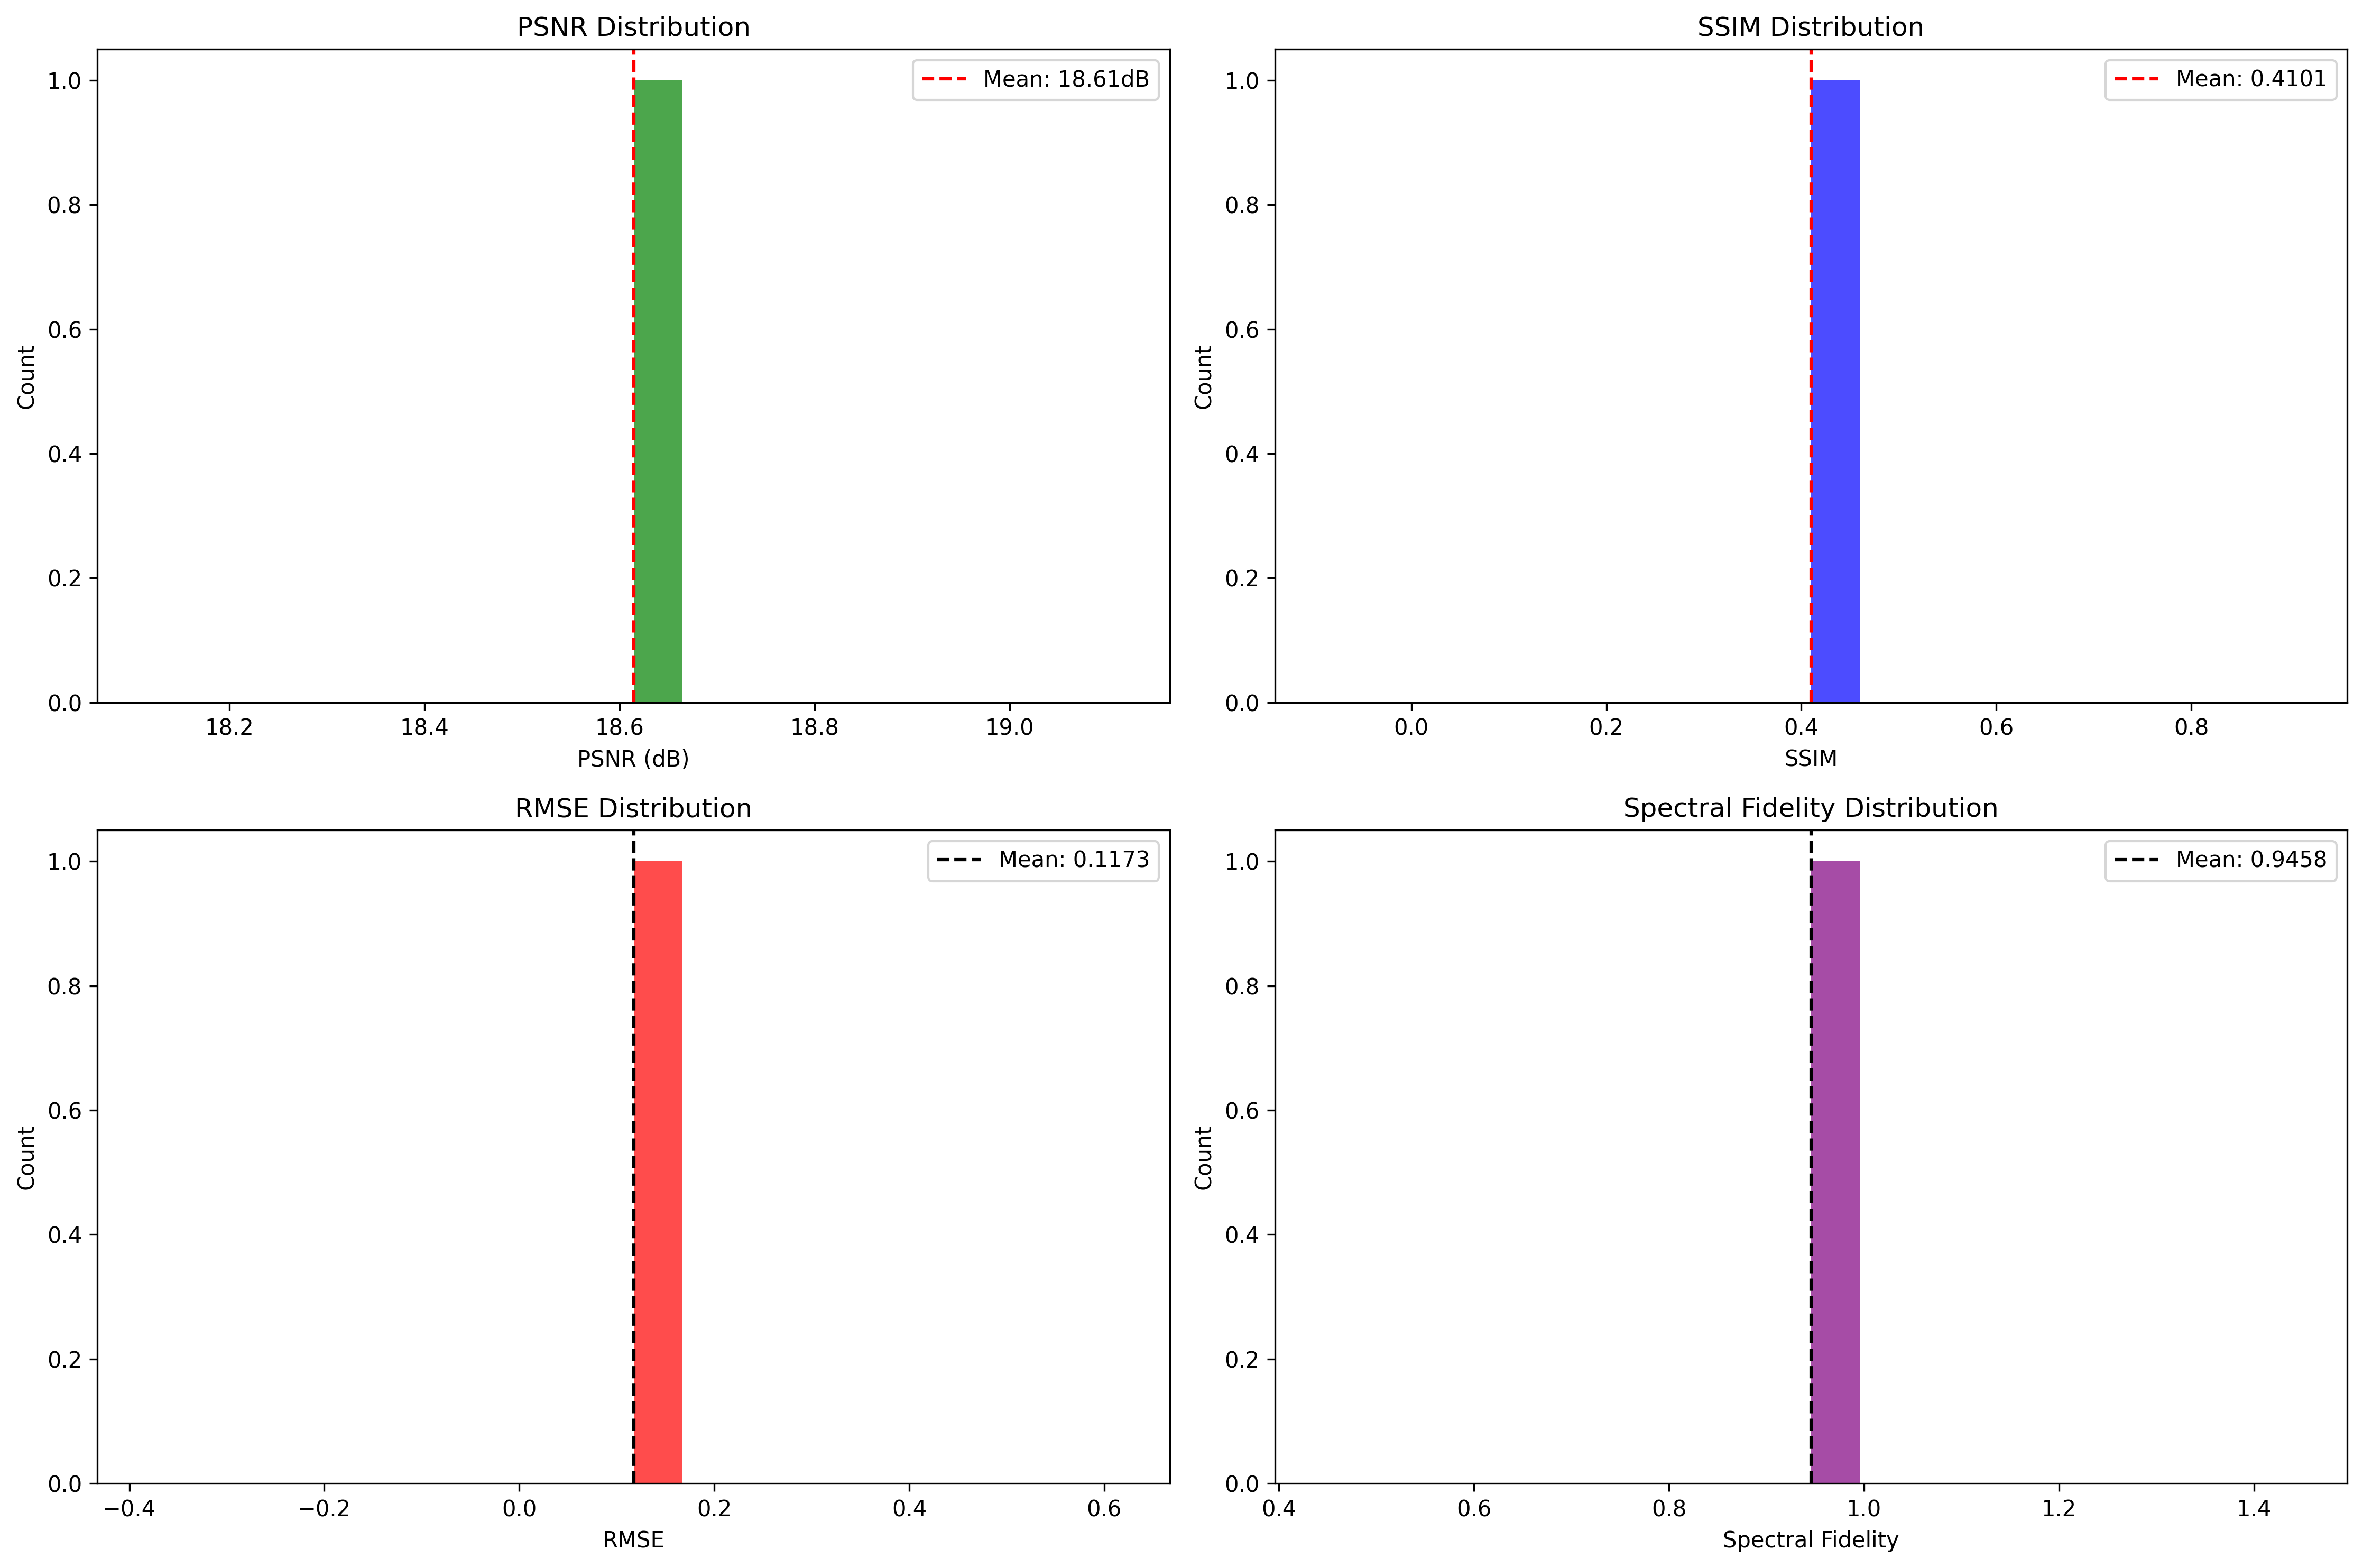 PSNR Distribution
Mean: 18.61dB
1.0
0.8
0.6
0.4
0.2
0.0
Count
18.2 18.4 18.6 18.8 19.0
PSNR (dB)
SSIM Distribution
Mean: 0.4101
1.0
0.8
0.6
0.4
0.2
0.0
Count
0.0 0.2 0.4 0.6 0.8
SSIM
RMSE Distribution
Mean: 0.1173
1.0
0.8
0.6
0.4
0.2
0.0
Count
−0.4 −0.2 0.0 0.2 0.4 0.6
RMSE
Spectral Fidelity Distribution
Mean: 0.9458
1.0
0.8
0.6
0.4
0.2
0.0
Count
0.4 0.6 0.8 1.0 1.2 1.4
Spectral Fidelity